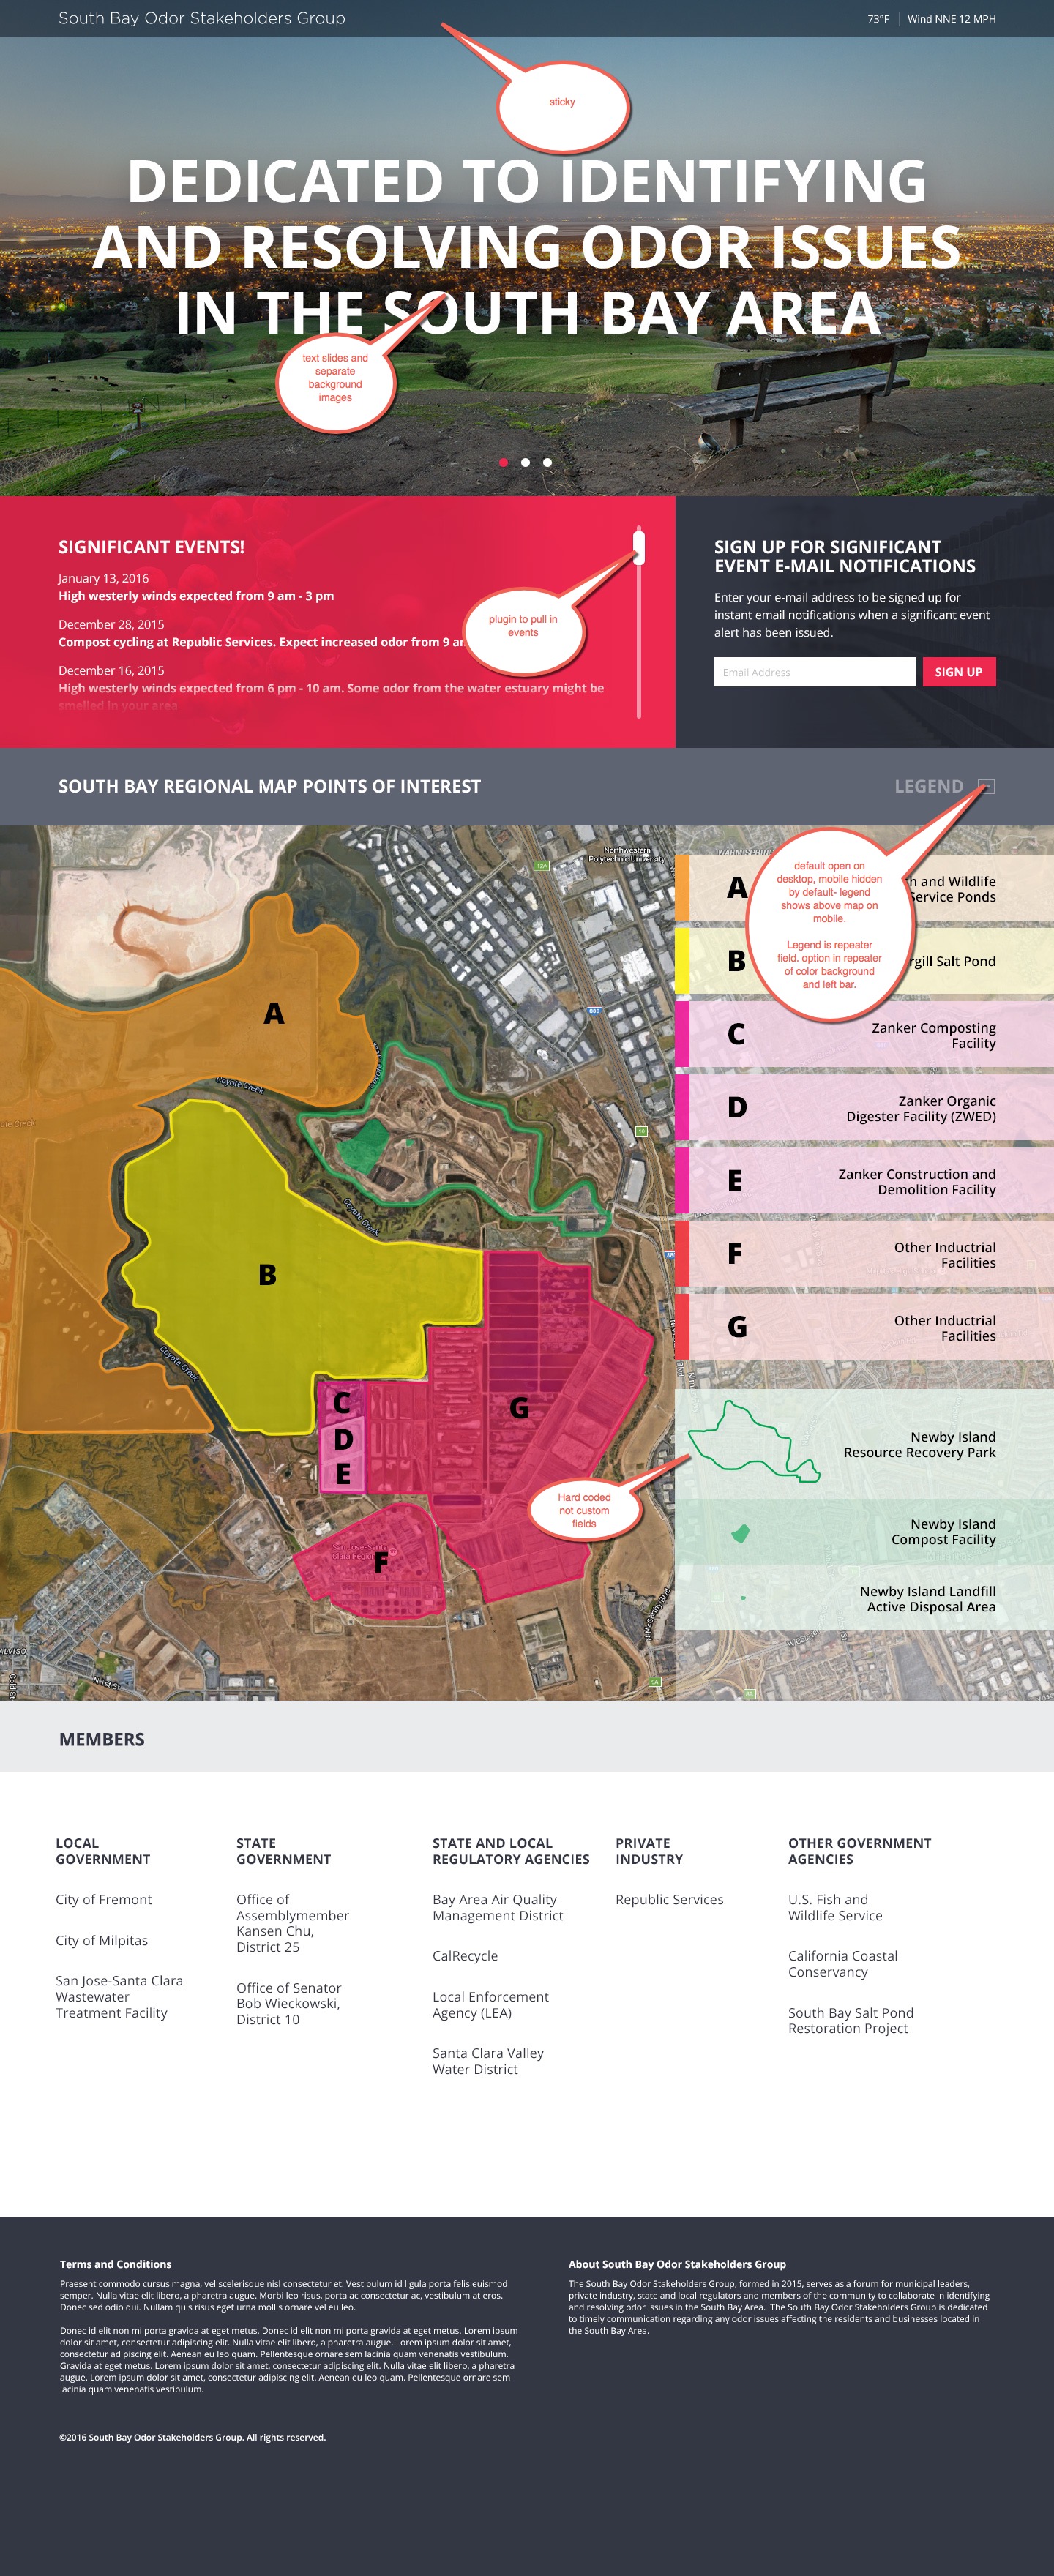 South Bay Odor Stakeholders Group
73°F
Wind NNE 12 MPH
sticky
DEDICATED TO IDENTIFYING
AND RESOLVING ODOR ISSUES
IN THE SOUTH BAY AREA
text slides and
separate
background
images
SIGNIFICANT EVENTS!
January 13, 2016
High westerly winds expected from 9 am - 3 pm
December 28, 2015
Compost cycling at Republic Services. Expect increased odor from 9
December 16, 2015
High westerly winds expected from 6 pm - 10 am. Some odor from the water estuary might be
smelled in your area
plugin to pull in
events
SIGN UP FOR SIGNIFICANT
EVENT E-MAIL NOTIFICATIONS
Enter your e-mail address to be signed up for
instant email notifications when a significant event
alert has been issued.
Email Address
SIGN UP
SOUTH BAY REGIONAL MAP POINTS OF INTEREST
LEGEND
default open on
desktop, mobile hidden
by default- legend
shows above map on
mobile.
Legend is repeater
field. option in repeater
of color background
and left bar.
Northwestern
Polytechnic University
A
B
C
D
E
F
G
Coyote Creek
Coyote Creek
Coyote Creek
A
and Wildlife
Service Ponds
B
Salt Pond
C
Zanker Composting
Facility
D
Zanker Organic
Digester Facility (ZWED)
E
Zanker Construction and
Demolition Facility
F
Other Inductrial
Facilities
G
Other Inductrial
Facilities
Newby Island
Resource Recovery Park
Hard coded
not custom
fields
Newby Island
Compost Facility
Newby Island Landfill
Active Disposal Area
MEMBERS
LOCAL
GOVERNMENT
City of Fremont
City of Milpitas
San Jose-Santa Clara
Wastewater
Treatment Facility
STATE
GOVERNMENT
Office of
Assemblymember
Kansen Chu,
District 25
Office of Senator
Bob Wieckowski,
District 10
STATE AND LOCAL
REGULATORY AGENCIES
Bay Area Air Quality
Management District
CalRecycle
Local Enforcement
Agency (LEA)
Santa Clara Valley
Water District
PRIVATE
INDUSTRY
Republic Services
OTHER GOVERNMENT
AGENCIES
U.S. Fish and
Wildlife Service
California Coastal
Conservancy
South Bay Salt Pond
Restoration Project
Terms and Conditions
Praesent commodo cursus magna, vel scelerisque nisl consectetur et. Vestibulum id ligula porta felis euismod
semper. Nulla vitae elit libero, a pharetra augue. Morbi leo risus, porta ac consectetur ac, vestibulum at eros.
Donec sed odio dui. Nullam quis risus eget urna mollis ornare vel eu leo.
Donec id elit non mi porta gravida at eget metus. Donec id elit non mi porta gravida at eget metus. Lorem ipsum
dolor sit amet, consectetur adipiscing elit. Nulla vitae elit libero, a pharetra augue. Lorem ipsum dolor sit amet,
consectetur adipiscing elit. Aenean eu leo quam. Pellentesque ornare sem lacinia quam venenatis vestibulum.
Gravida at eget metus. Lorem ipsum dolor sit amet, consectetur adipiscing elit. Nulla vitae elit libero, a pharetra
augue. Lorem ipsum dolor sit amet, consectetur adipiscing elit. Aenean eu leo quam. Pellentesque ornare sem
lacinia quam venenatis vestibulum.
About South Bay Odor Stakeholders Group
The South Bay Odor Stakeholders Group, formed in 2015, serves as a forum for municipal leaders,
private industry, state and local regulators and members of the community to collaborate in identifying
and resolving odor issues in the South Bay Area. The South Bay Odor Stakeholders Group is dedicated
to timely communication regarding any odor issues affecting the residents and businesses located in
the South Bay Area.
©2016 South Bay Odor Stakeholders Group. All rights reserved.